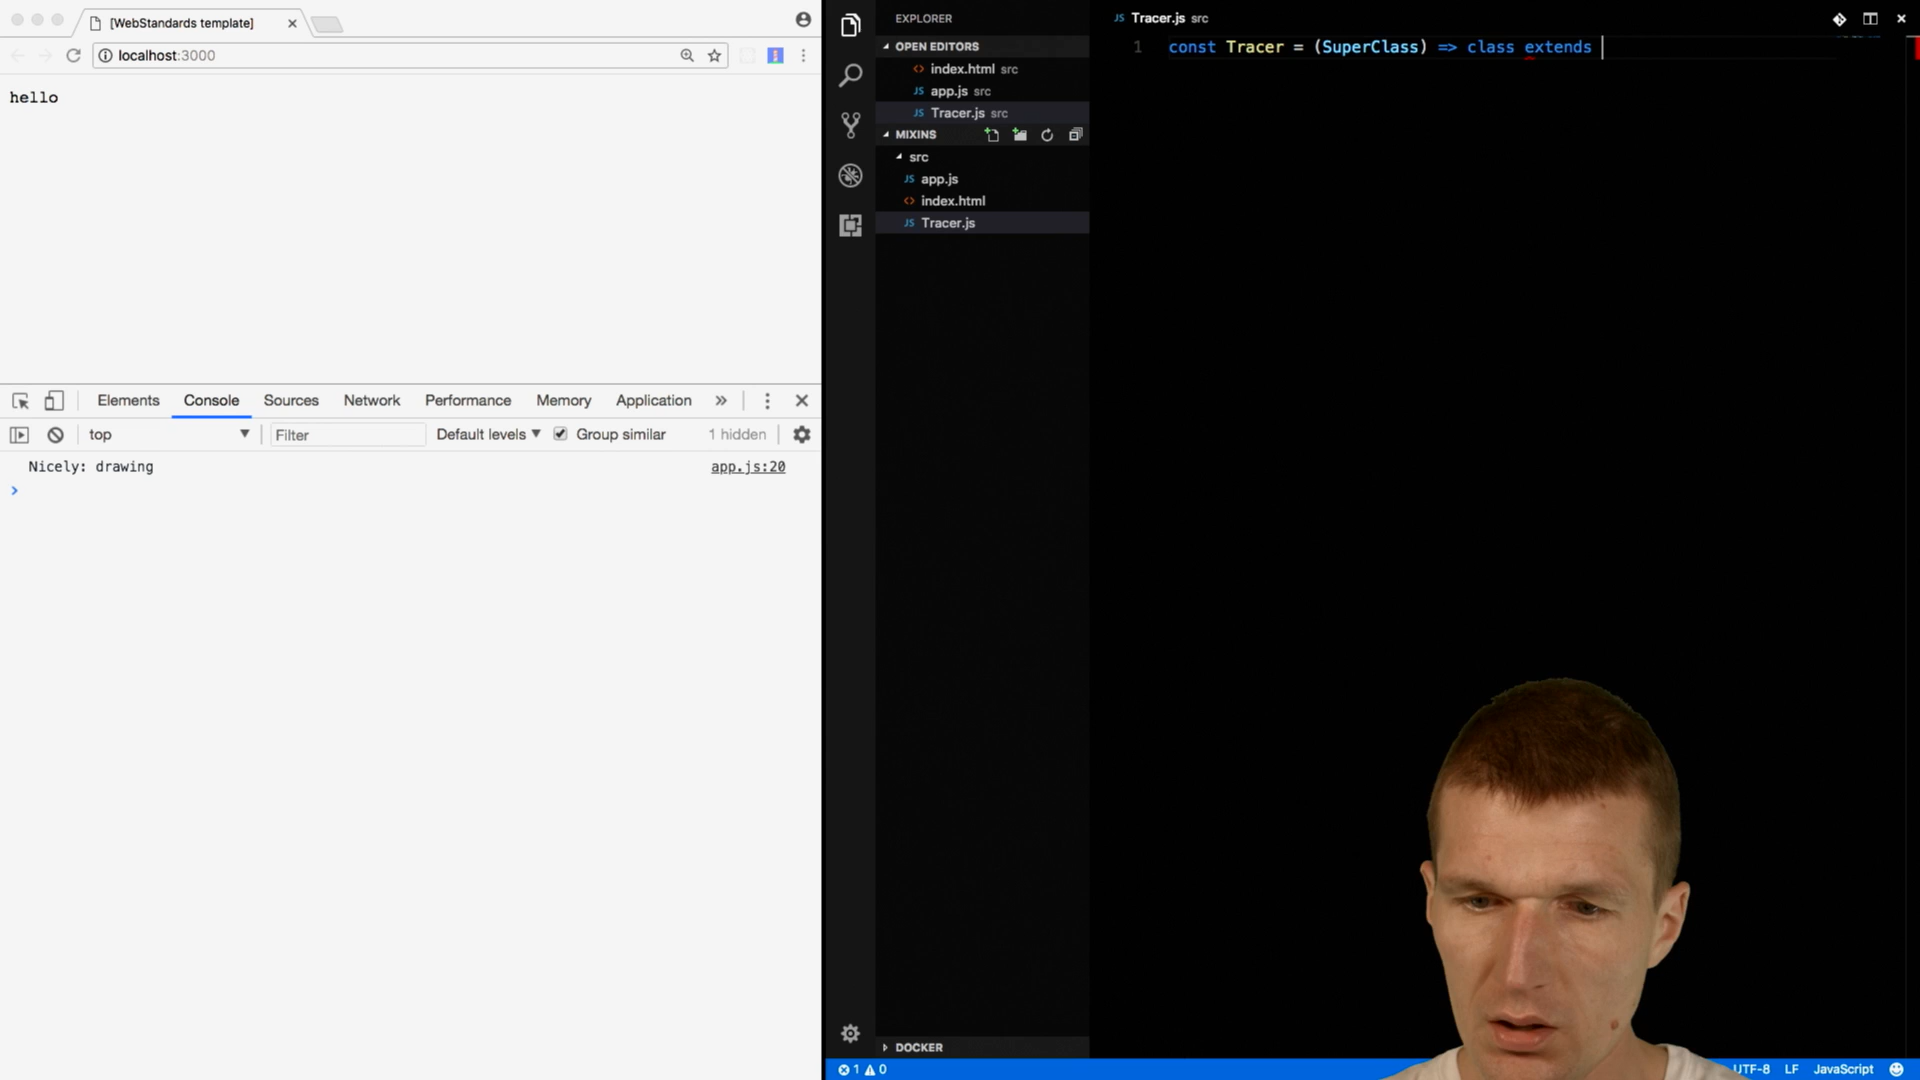 [WebStandards template]
localhost:3000
hello
Elements Console Sources Network Performance Memory Application »
top Filter Default levels Group similar 1 hidden
Nicely: drawing app.js:20
EXPLORER
OPEN EDITORS
index.html src
app.js src
Tracer.js src
MIXINS
src
app.js
index.html
Tracer.js
DOCKER
Tracer.js src
1 const Tracer = (SuperClass) => class extends
1 0 UTF-8 LF JavaScript